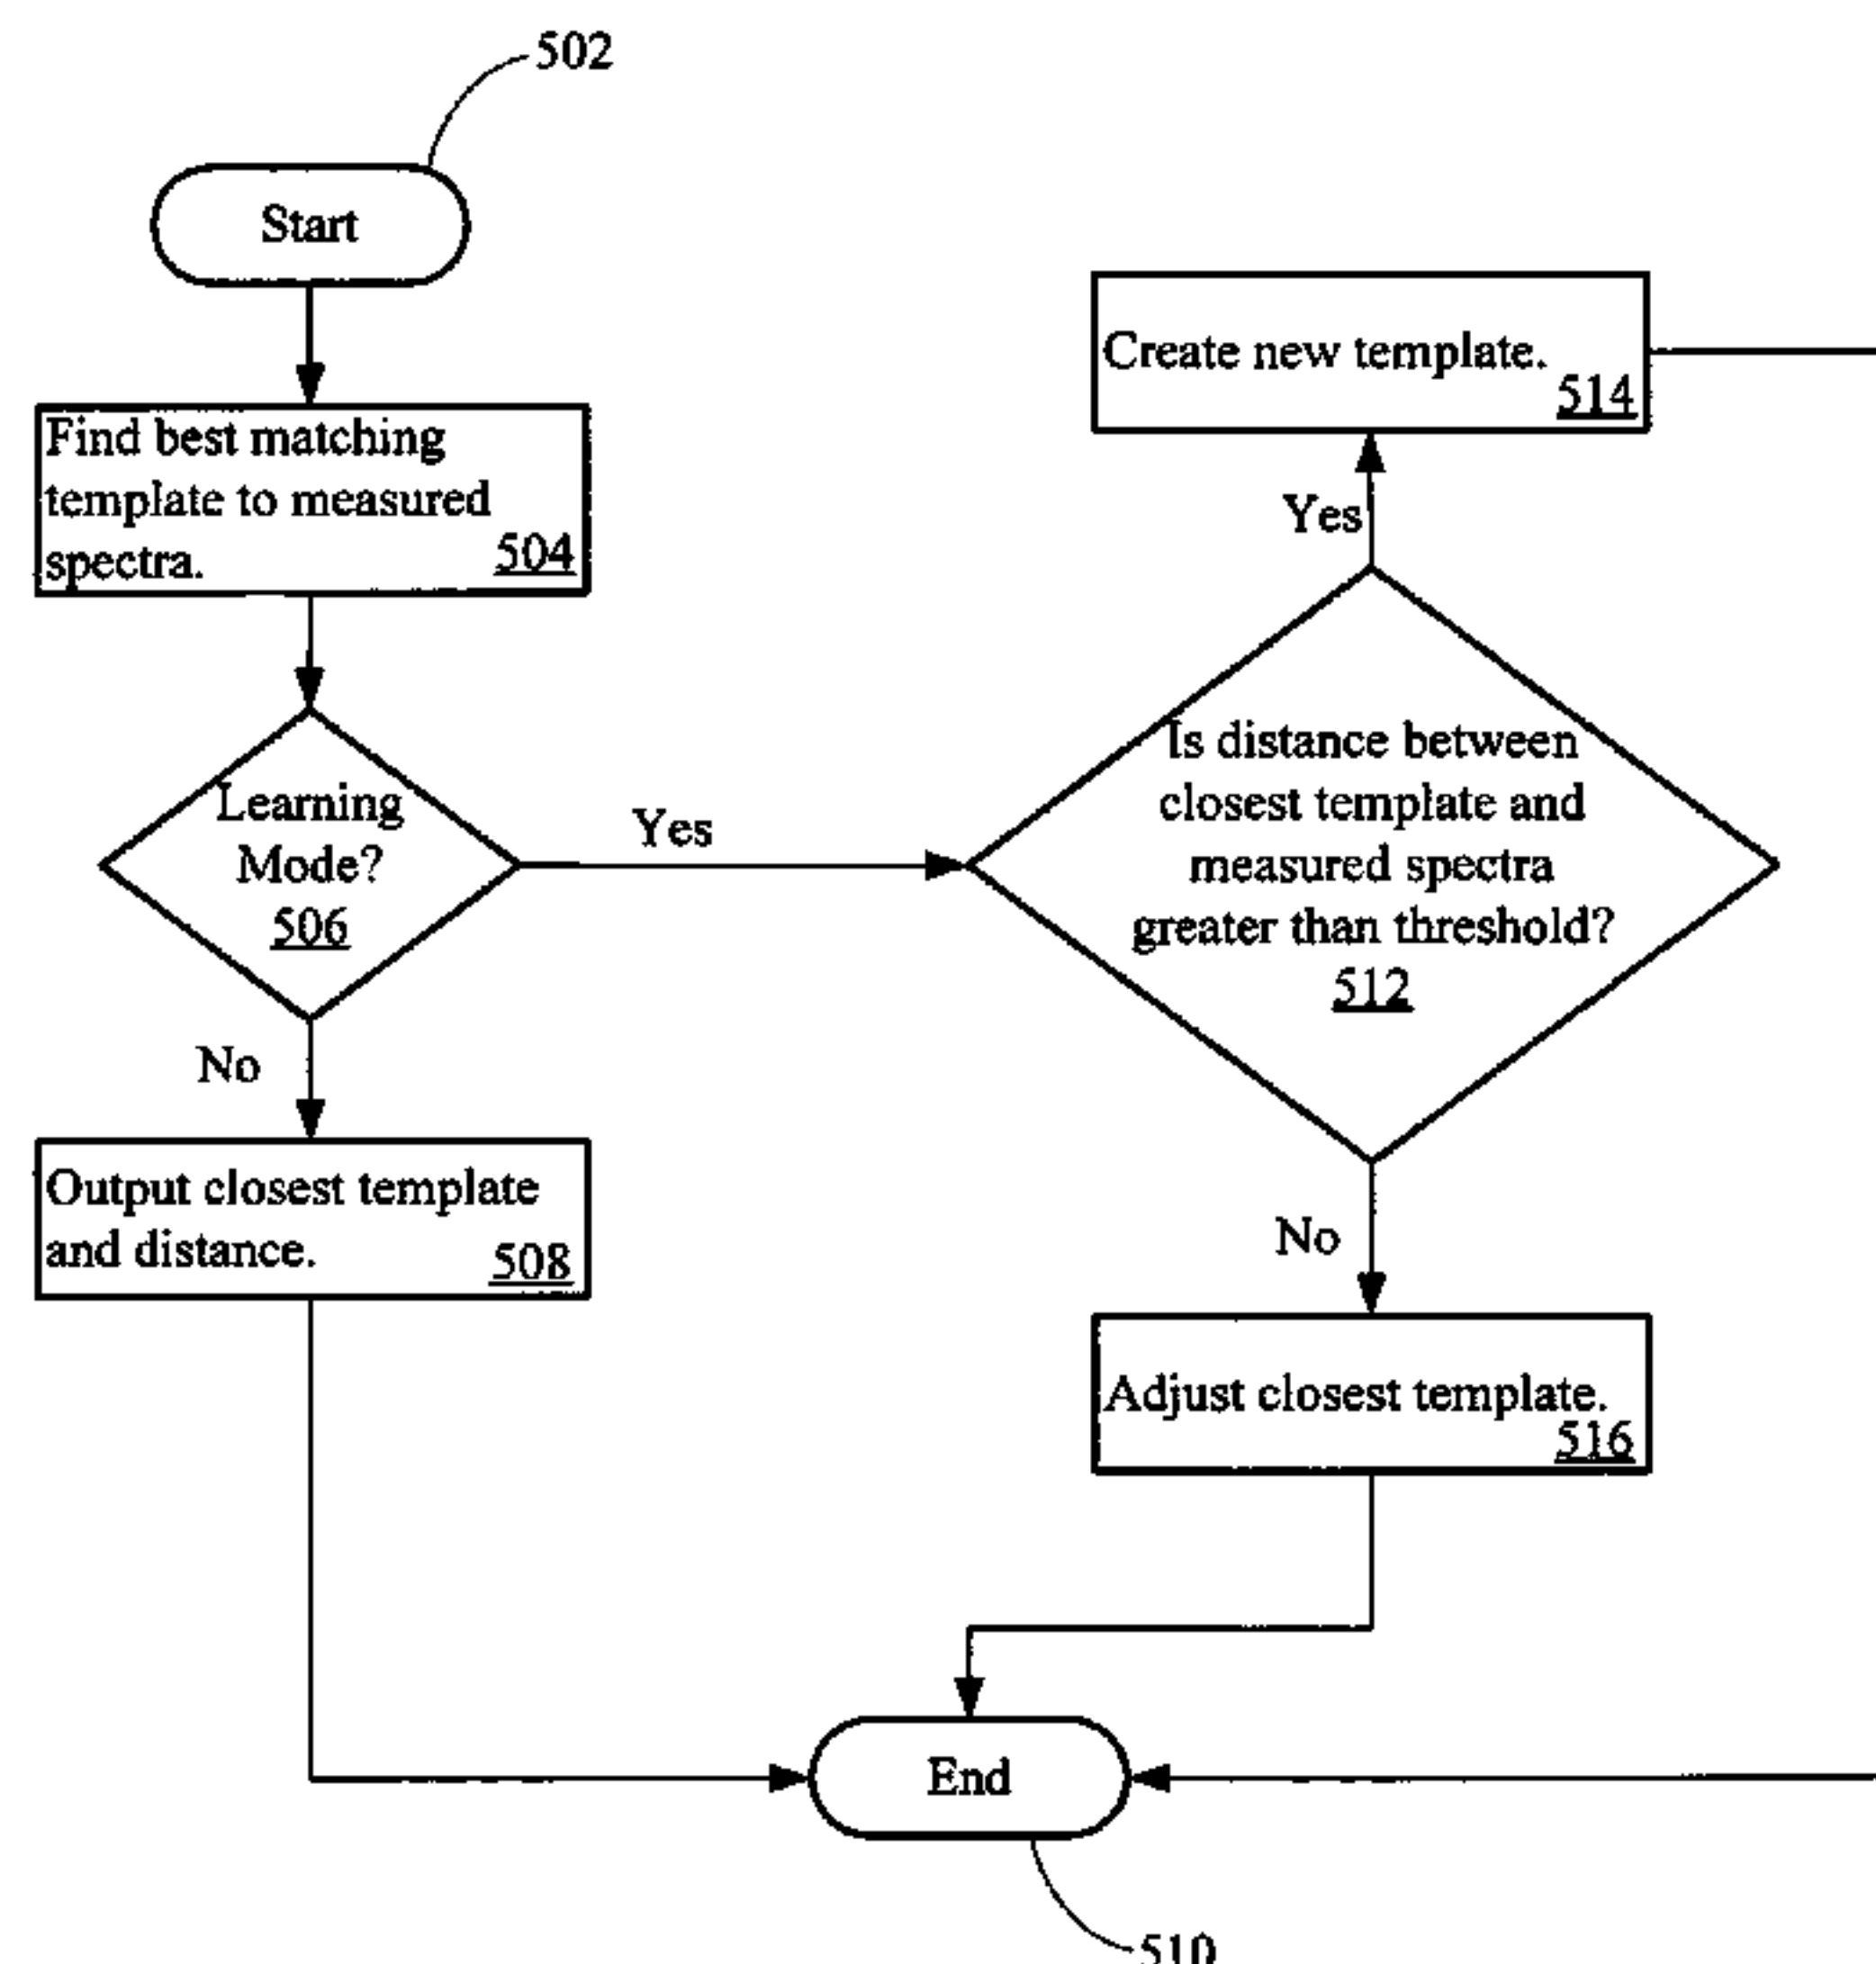 502
Start
Find best matching
template to measured
spectra.
504
Learning
Mode?
506
Yes
No
Output closest template
and distance.
508
Create new template.
514
Yes
Is distance between
closest template and
measured spectra
greater than threshold?
512
No
Adjust closest template.
516
End
510